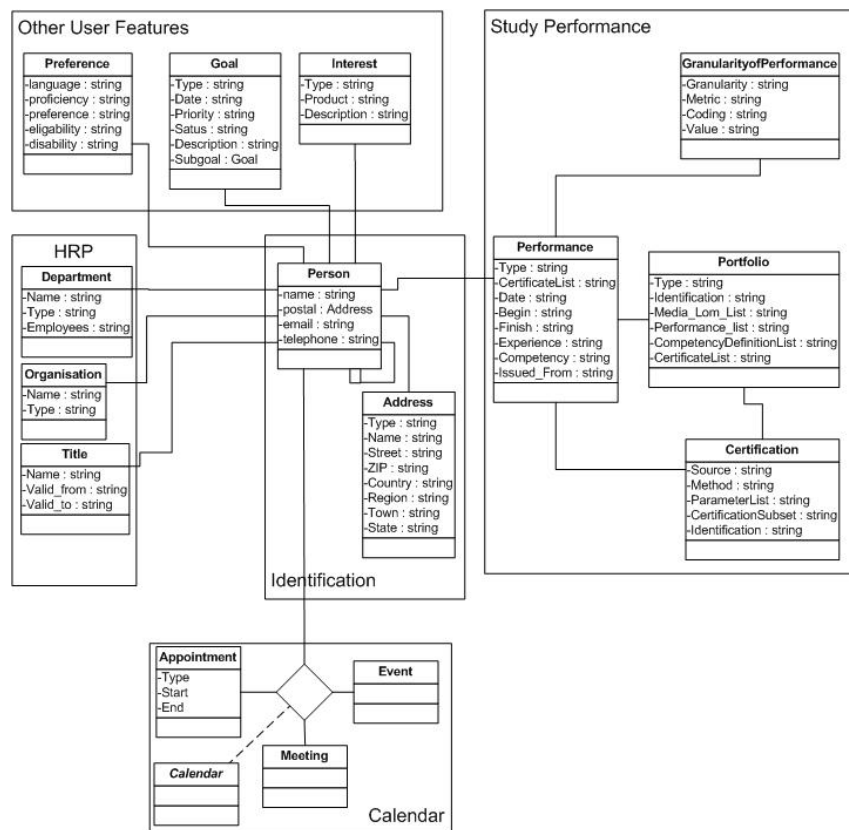 Other User Features
Preference
-language : string
-proficiency : string
-preference : string
-eligability : string
-disability : string
Goal
-Type : string
-Date : string
-Priority : string
-Satus : string
-Description : string
-Subgoal : Goal
Interest
-Type : string
-Product : string
-Description : string
Study Performance
GranularityofPerformance
-Granularity : string
-Metric : string
-Coding : string
-Value : string
HRP
Department
-Name : string
-Type : string
-Employees : string
Organisation
-Name : string
-Type : string
Title
-Name : string
-Valid_from : string
-Valid_to : string
Person
-name : string
-postal : Address
-email : string
-telephone : string
Address
-Type : string
-Name : string
-Street : string
-ZIP : string
-Country : string
-Region : string
-Town : string
-State : string
Identification
Performance
-Type : string
-CertificateList : string
-Date : string
-Begin : string
-Finish : string
-Experience : string
-Competency : string
-Issued_From : string
Portfolio
-Type : string
-Identification : string
-Media_Lom_List : string
-Performance_list : string
-CompetencyDefinitionList : string
-CertificateList : string
Certification
-Source : string
-Method : string
-ParameterList : string
-CertificationSubset : string
-Identification : string
Appointment
-Type
-Start
-End
Event
Calendar
Meeting
Calendar